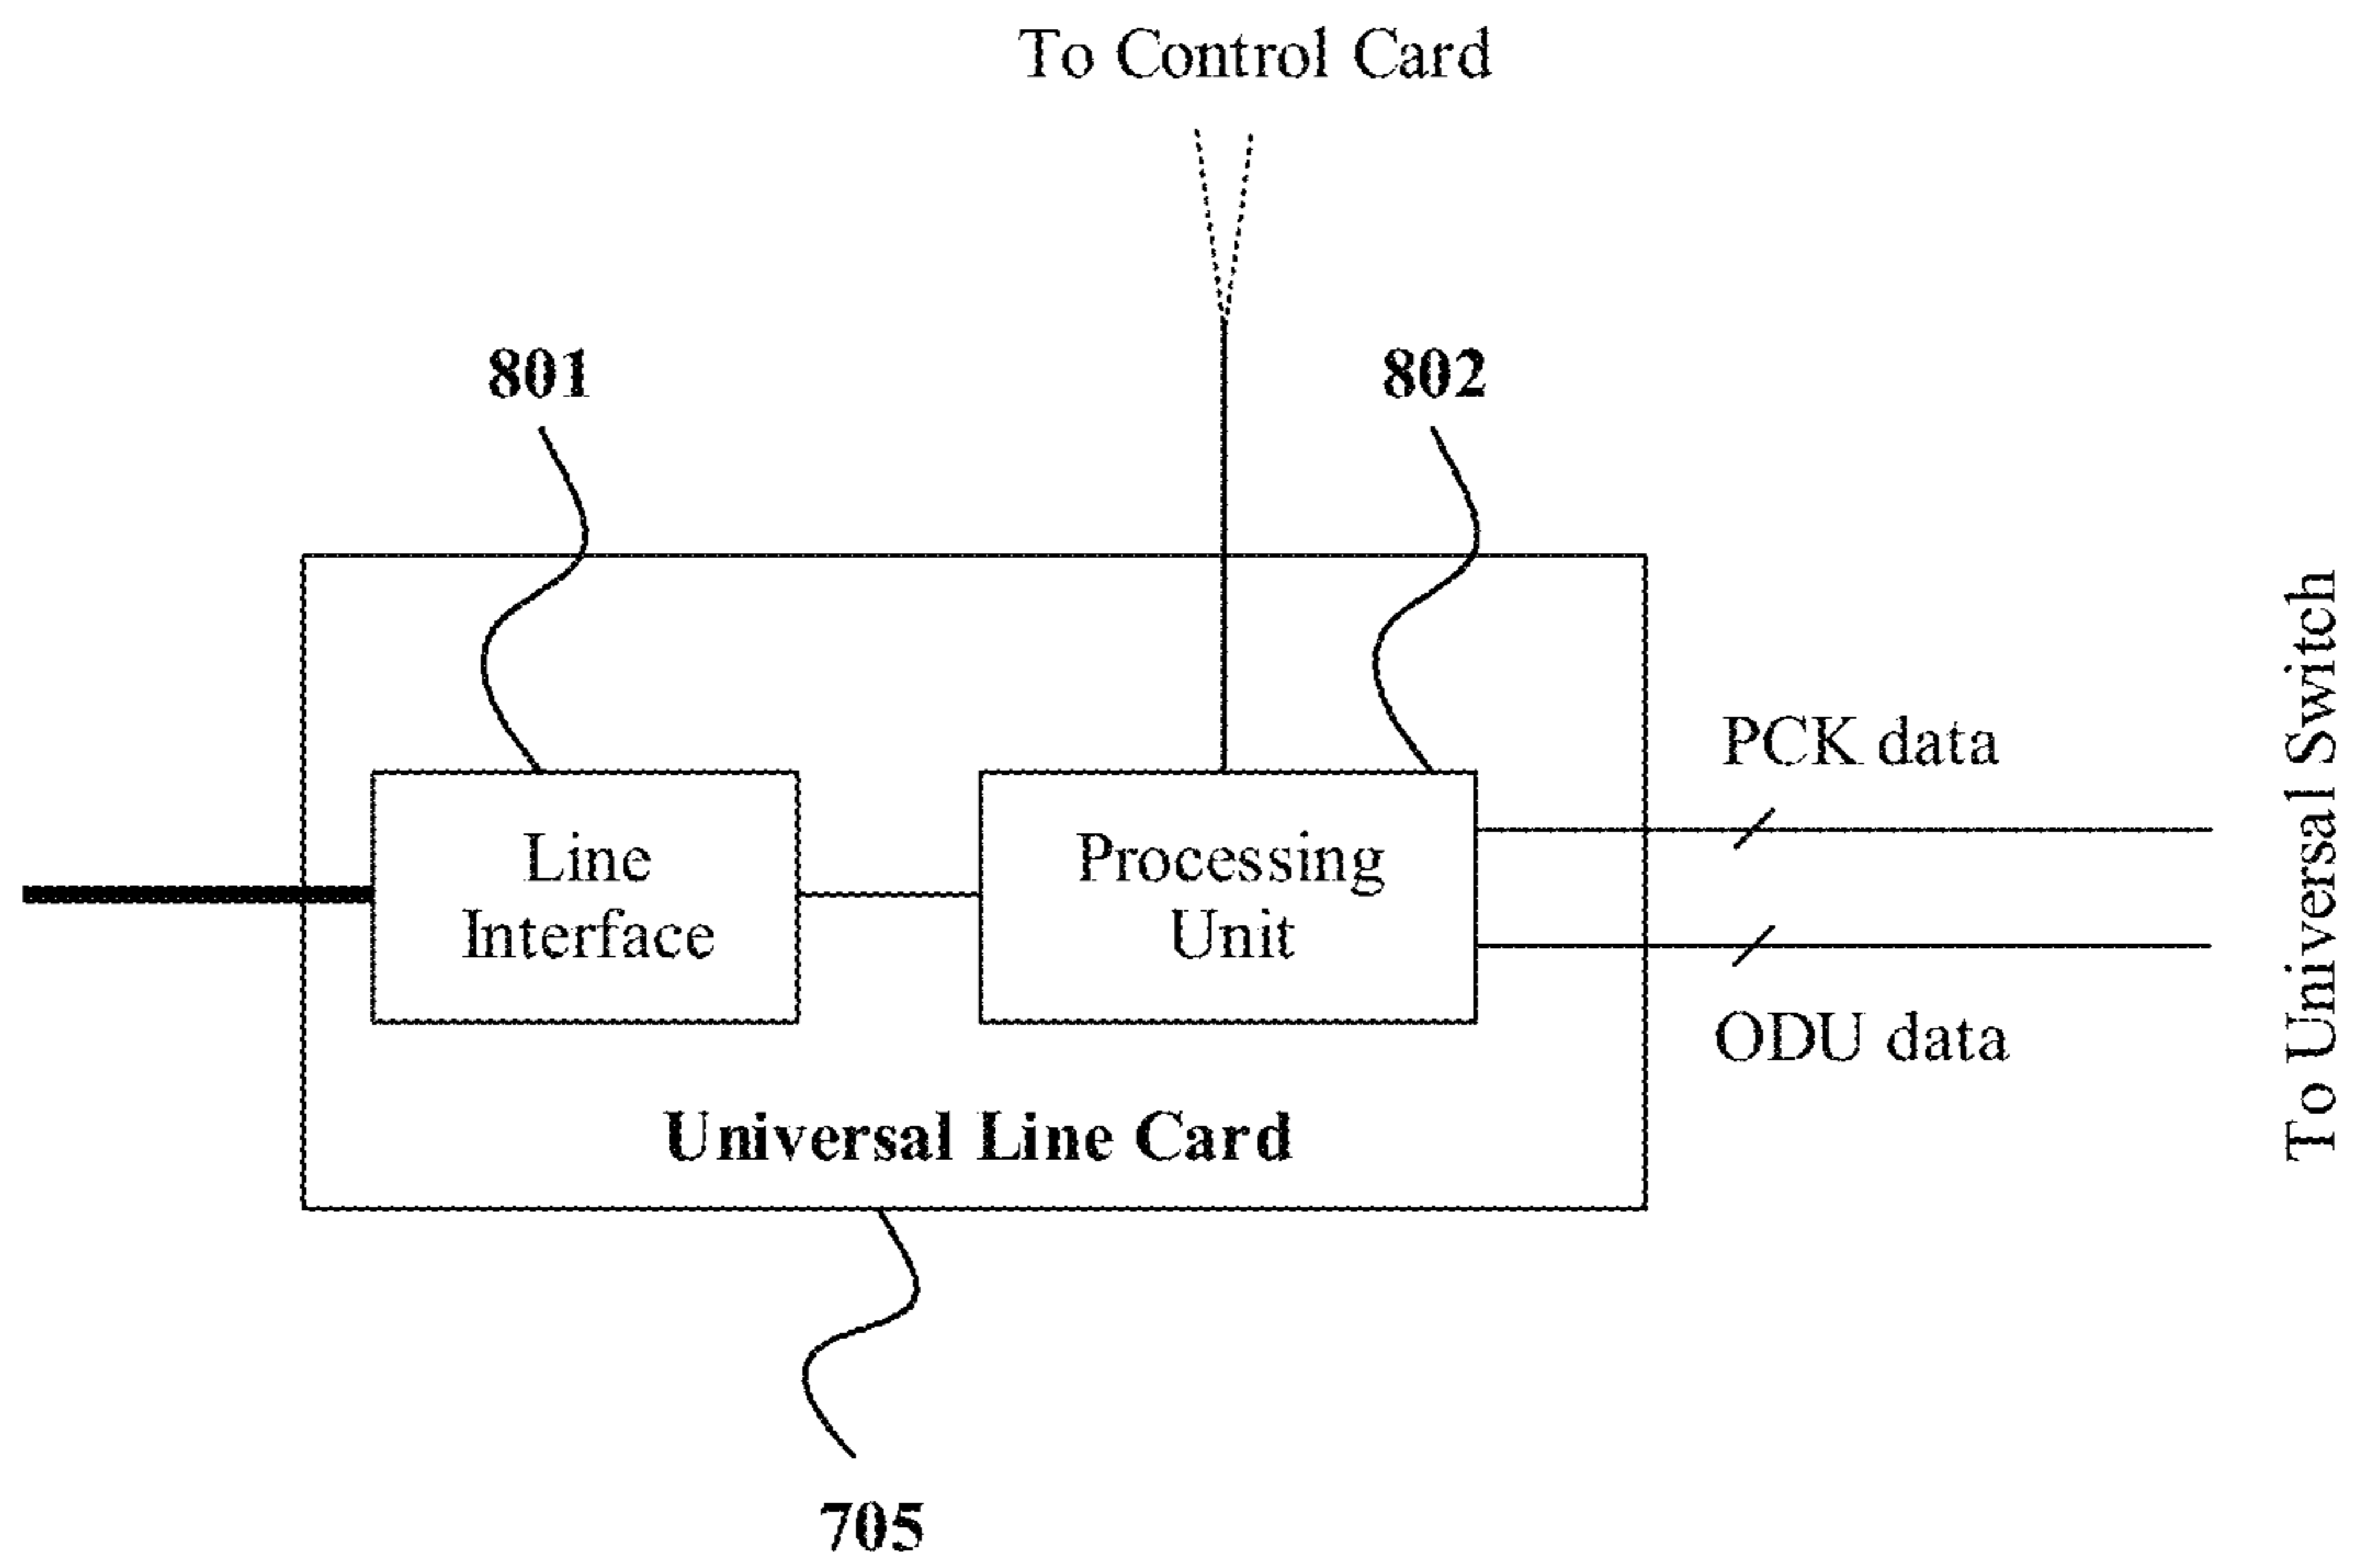 To Control Card
801
802
Line
Interface
Processing
Unit
PCK data
ODU data
To Universal Switch
Universal Line Card
705